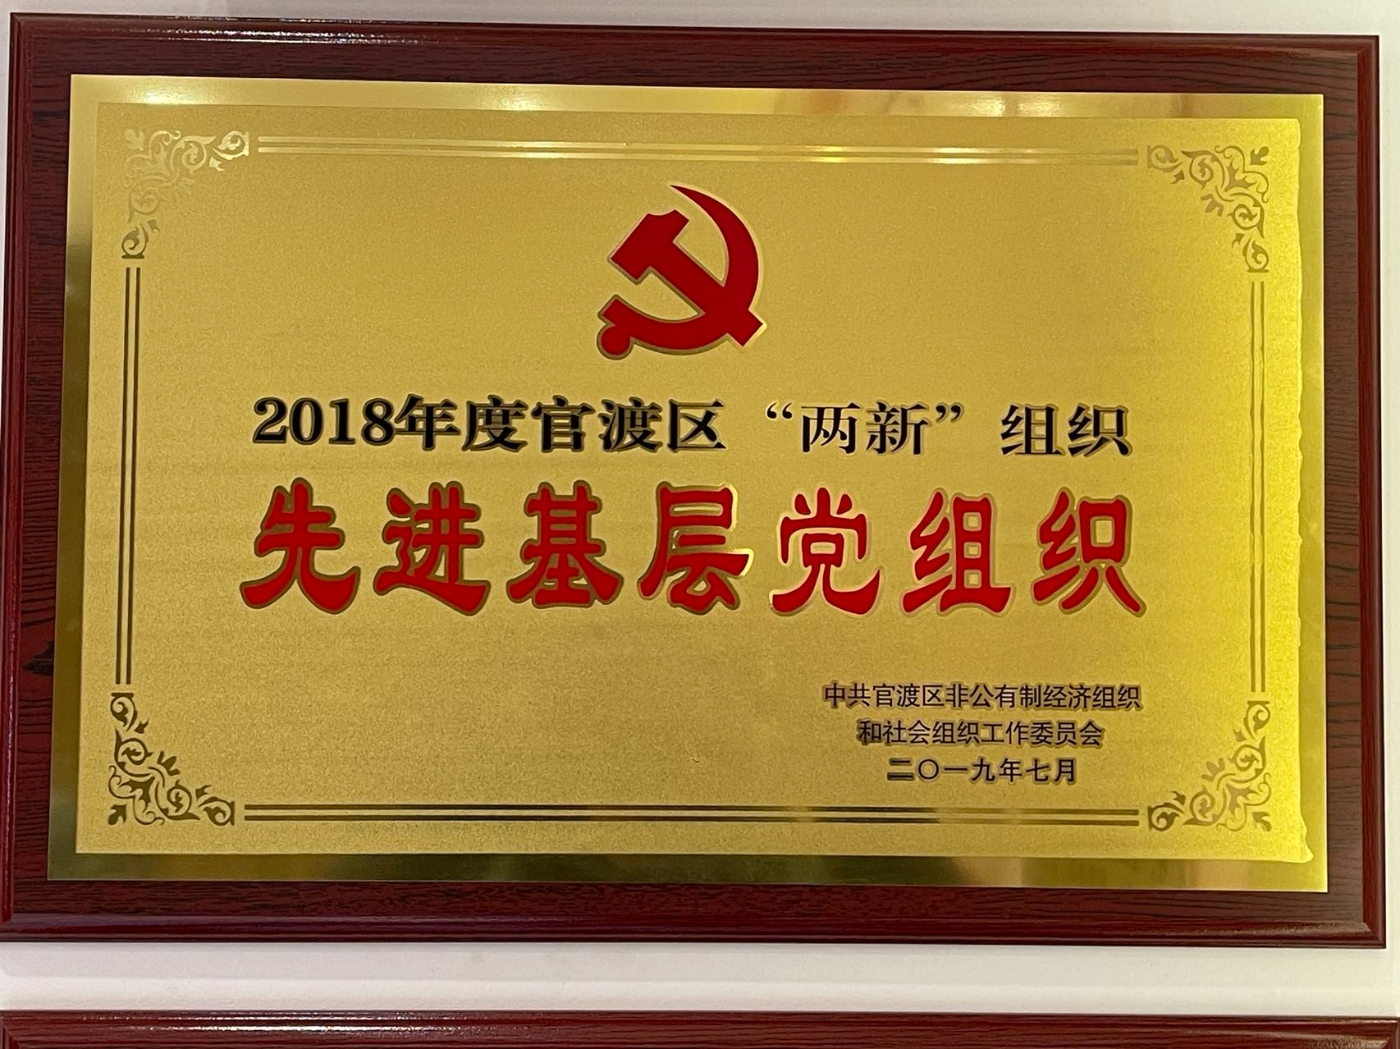 2018年度官渡区“两新”组织
先进基层党组织
中共官渡区非公有制经济组织
和社会组织工作委员会
二〇一九年七月